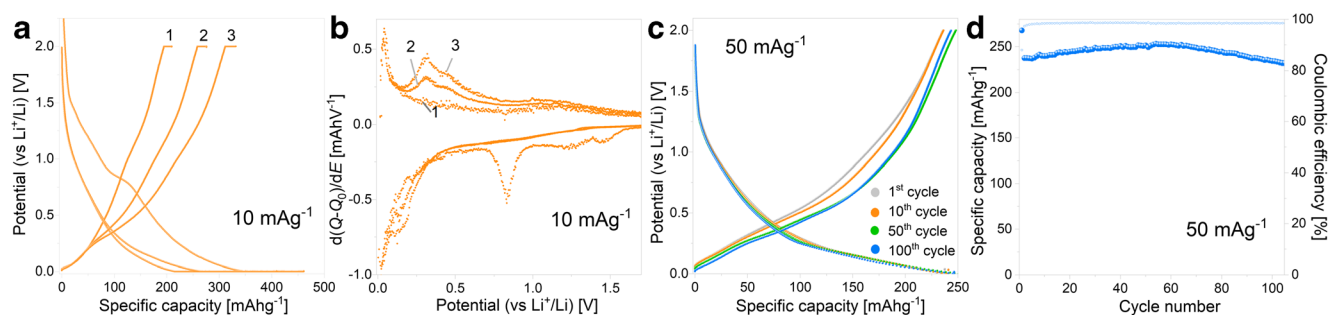 a
Potential (vs Li⁺/Li) [V]
2.0
1.5
1.0
0.5
0.0
1 2 3
10 mAg⁻¹
0 100 200 300 400 500
Specific capacity [mAhg⁻¹]
b
d(Q-Q₀)/dE [mAhV⁻¹]
0.5
0.0
-0.5
-1.0
2 3
1
10 mAg⁻¹
0.0 0.5 1.0 1.5
Potential (vs Li⁺/Li) [V]
c
50 mAg⁻¹
Potential (vs Li⁺/Li) [V]
2.0
1.5
1.0
0.5
0.0
1ˢᵗ cycle
10ᵗʰ cycle
50ᵗʰ cycle
100ᵗʰ cycle
0 50 100 150 200 250
Specific capacity [mAhg⁻¹]
d
Specific capacity [mAhg⁻¹]
250
200
150
100
50
0
50 mAg⁻¹
100
80
60
40
20
0
Coulombic efficiency [%]
20 40 60 80 100
Cycle number